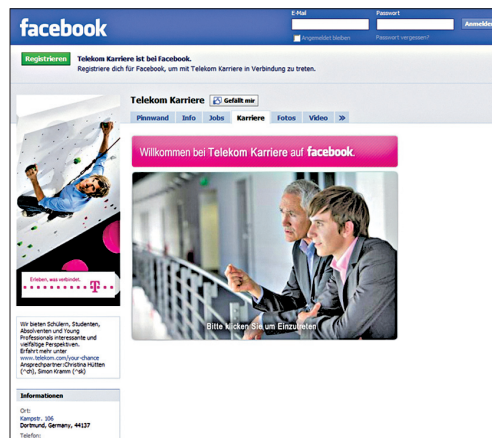 facebook
E-Mail
Passwort
Anmelden
Angemeldet bleiben
Passwort vergessen?
Registrieren
Telekom Karriere ist bei Facebook.
Registriere dich für Facebook, um mit Telekom Karriere in Verbindung zu treten.
Telekom Karriere
Gefällt mir
Pinnwand Info Jobs Karriere Fotos Video »
Willkommen bei Telekom Karriere auf facebook.
Erleben, was verbindet.
T
Bitte klicken Sie um Einzutreten
Wir bieten Schülern, Studenten,
Absolventen und Young
Professionals interessante und
vielfältige Perspektiven.
Erfahrt mehr unter
www.telekom.com/your-chance
Ansprechpartner:Christina Hütten
(^ch), Simon Kramm (^sk)
Informationen
Ort:
Kampstr. 106
Dortmund, Germany, 44137
Telefon: